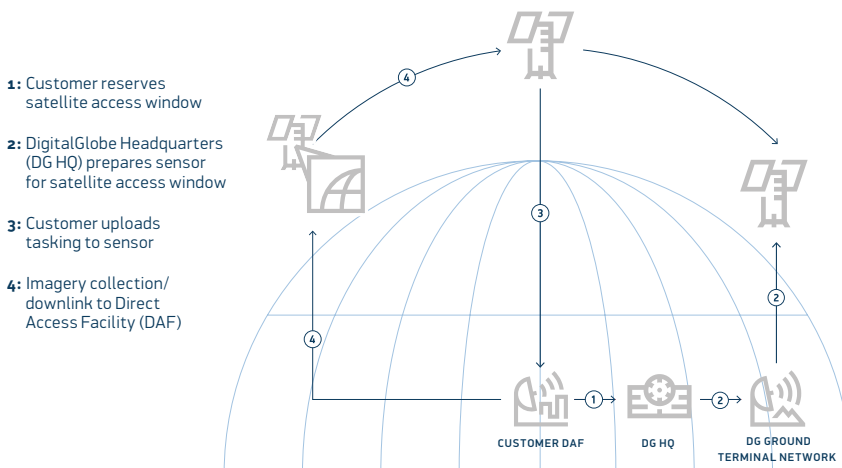 1: Customer reserves
satellite access window
2: DigitalGlobe Headquarters
(DG HQ) prepares sensor
for satellite access window
3: Customer uploads
tasking to sensor
4: Imagery collection/
downlink to Direct
Access Facility (DAF)
4
3
2
4
1
2
CUSTOMER DAF
DG HQ
DG GROUND
TERMINAL NETWORK